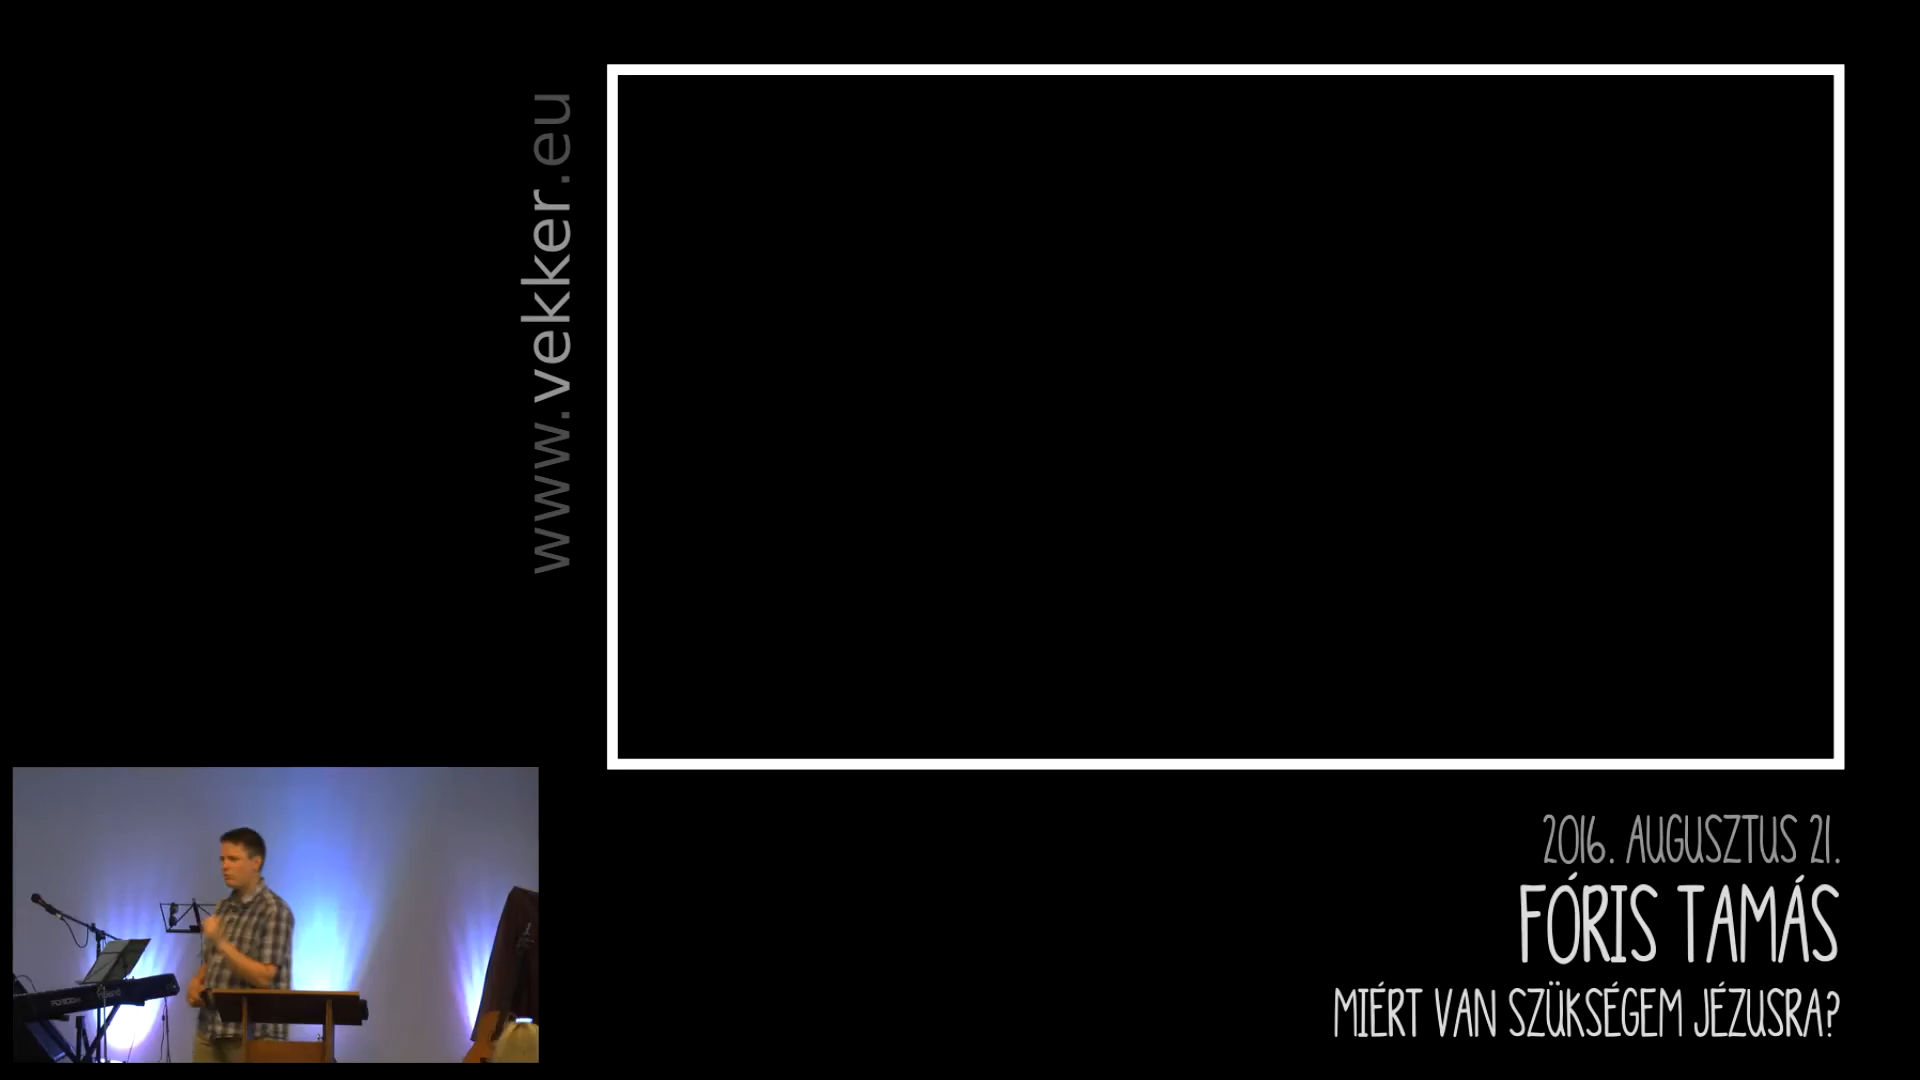 www.vekker.eu
2016. AUGUSZTUS 21.
FÓRIS TAMÁS
MIÉRT VAN SZÜKSÉGEM JÉZUSRA?